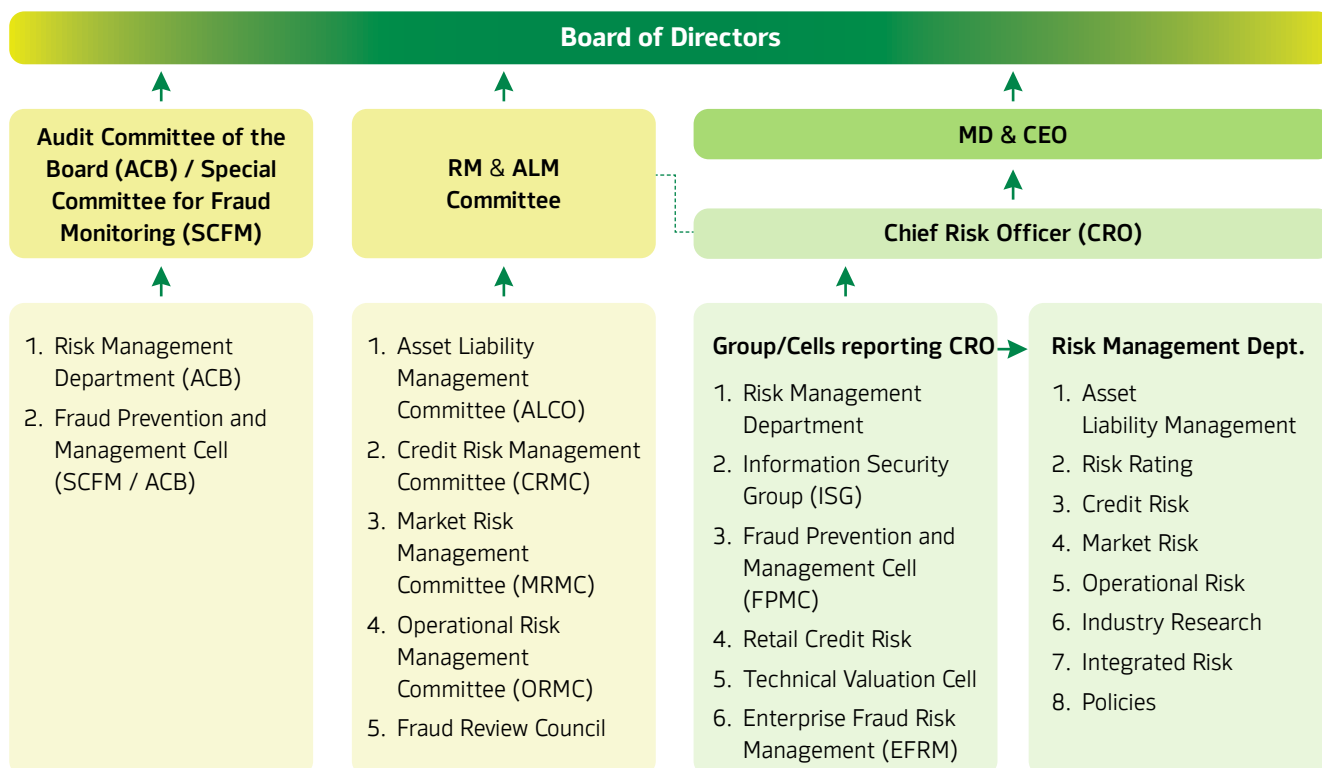 Board of Directors
Audit Committee of the
Board (ACB) / Special
Committee for Fraud
Monitoring (SCFM)
RM & ALM
Committee
MD & CEO
Chief Risk Officer (CRO)
1. Risk Management
Department (ACB)
2. Fraud Prevention and
Management Cell
(SCFM / ACB)
1. Asset Liability
Management
Committee (ALCO)
2. Credit Risk Management
Committee (CRMC)
3. Market Risk
Management
Committee (MRMC)
4. Operational Risk
Management
Committee (ORMC)
5. Fraud Review Council
Group/Cells reporting CRO
1. Risk Management
Department
2. Information Security
Group (ISG)
3. Fraud Prevention and
Management Cell
(FPMC)
4. Retail Credit Risk
5. Technical Valuation Cell
6. Enterprise Fraud Risk
Management (EFRM)
Risk Management Dept.
1. Asset
Liability Management
2. Risk Rating
3. Credit Risk
4. Market Risk
5. Operational Risk
6. Industry Research
7. Integrated Risk
8. Policies